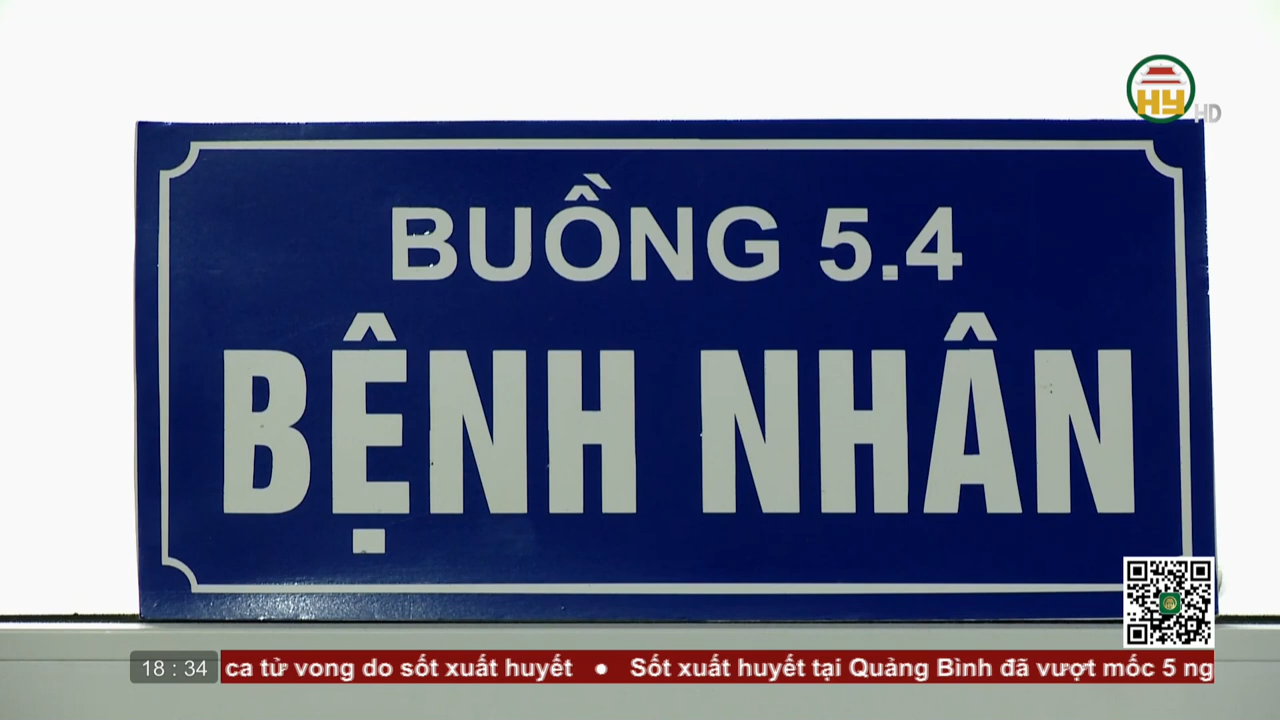 HY HD
BUỒNG 5.4
BỆNH NHÂN
18 : 34 ca tử vong do sốt xuất huyết • Sốt xuất huyết tại Quảng Bình đã vượt mốc 5 ng